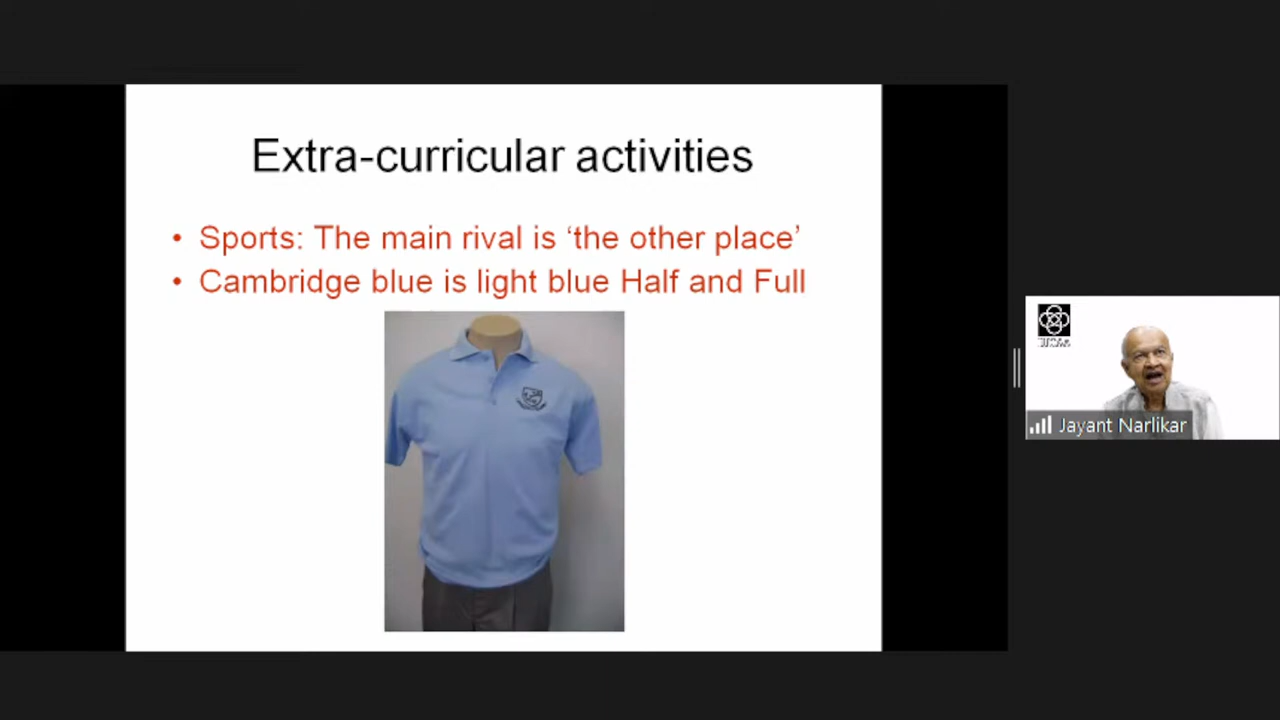 Extra-curricular activities
• Sports: The main rival is ‘the other place’
• Cambridge blue is light blue Half and Full
Jayant Narlikar